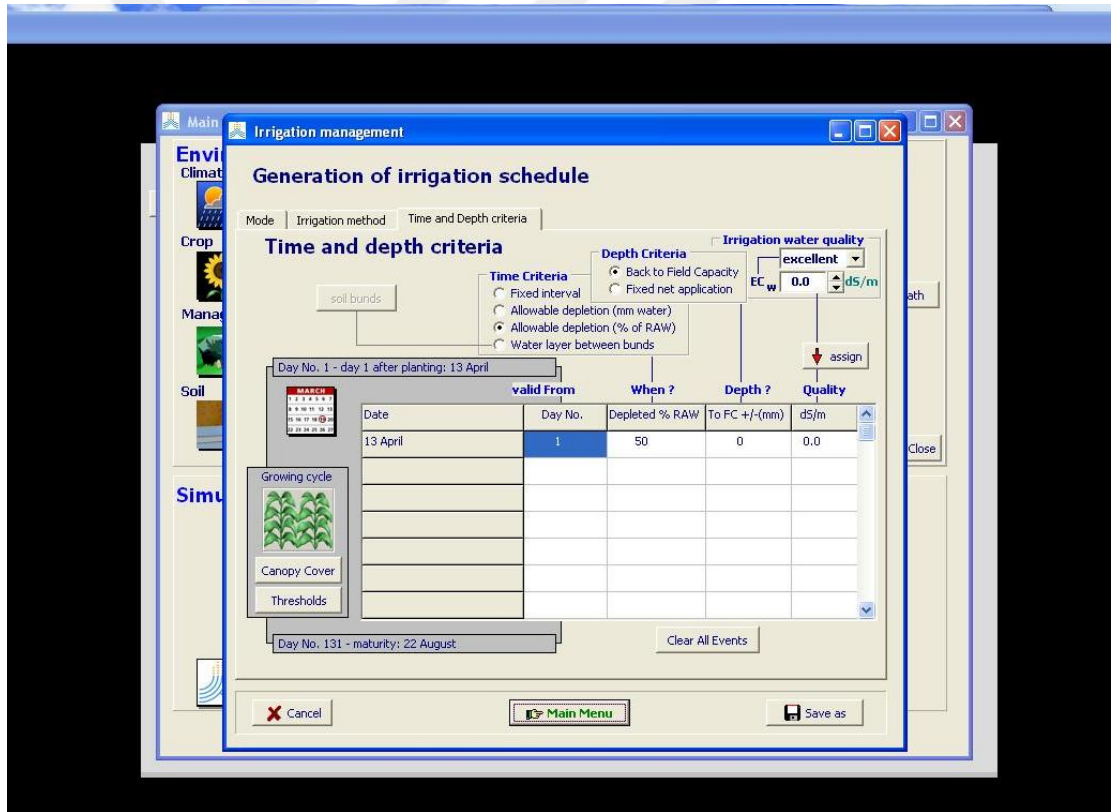 Main
Irrigation management
Envi
Climat
Crop
Manag
Soil
Simu
ath
Close
Generation of irrigation schedule
Mode
Irrigation method
Time and Depth criteria
Time and depth criteria
Irrigation water quality
excellent
EC w 0.0 dS/m
Depth Criteria
Back to Field Capacity
Fixed net application
Time Criteria
Fixed interval
Allowable depletion (mm water)
Allowable depletion (% of RAW)
Water layer between bunds
soil bunds
assign
Day No. 1 - day 1 after planting: 13 April
MARCH
valid From When ? Depth ? Quality
Date Day No. Depleted % RAW To FC +/-(mm) dS/m
13 April 1 50 0 0.0
Growing cycle
Canopy Cover
Thresholds
Day No. 131 - maturity: 22 August
Clear All Events
Cancel
Main Menu
Save as